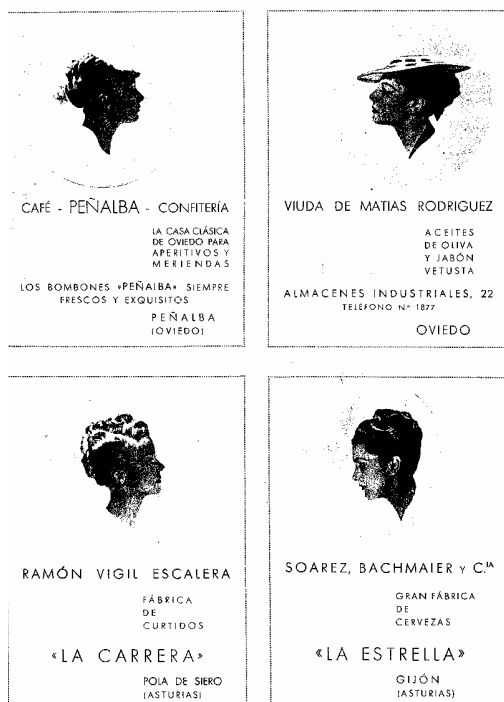 CAFÉ - PEÑALBA - CONFITERÍA
LA CASA CLÁSICA
DE OVIEDO PARA
APERITIVOS Y
MERIENDAS
LOS BOMBONES «PEÑALBA» SIEMPRE
FRESCOS Y EXQUISITOS
PEÑALBA
(OVIEDO)
VIUDA DE MATIAS RODRIGUEZ
ACEITES
DE OLIVA
Y JABÓN
VETUSTA
ALMACENES INDUSTRIALES, 22
TELÉFONO N.º 1877
OVIEDO
RAMÓN VIGIL ESCALERA
FÁBRICA
DE
CURTIDOS
«LA CARRERA»
POLA DE SIERO
(ASTURIAS)
SOAREZ, BACHMAIER Y C.IA
GRAN FÁBRICA
DE
CERVEZAS
«LA ESTRELLA»
GIJÓN
(ASTURIAS)